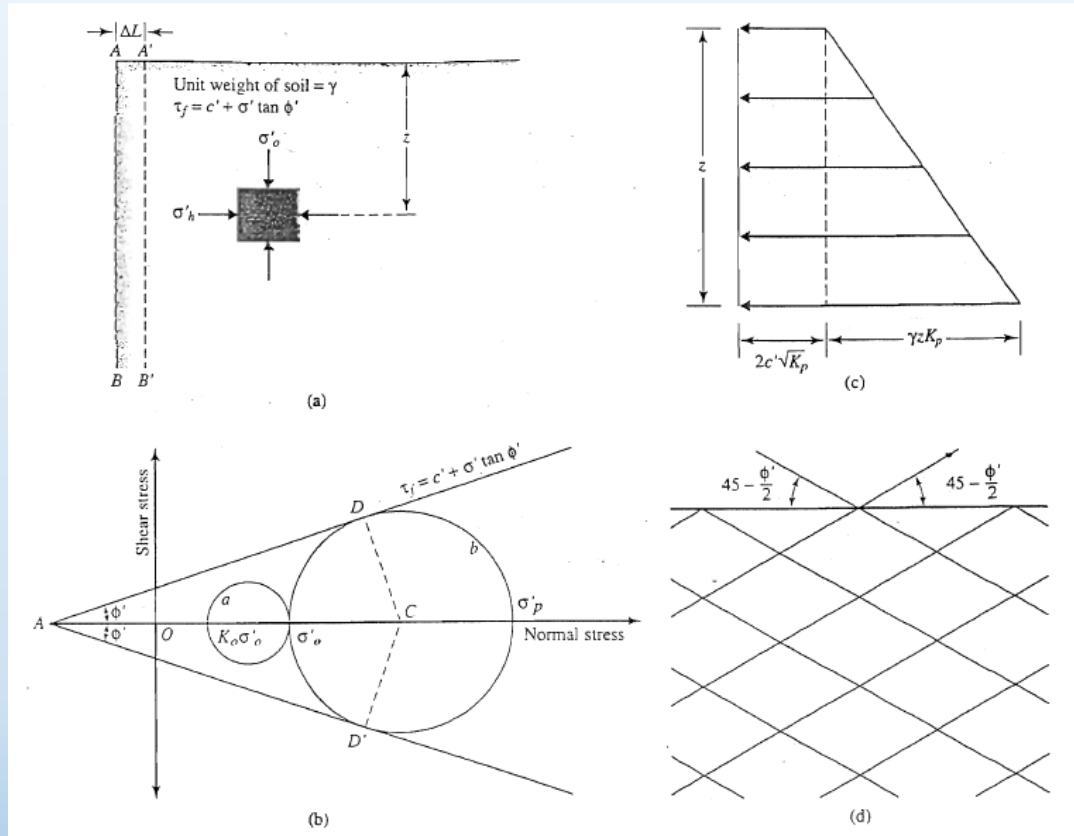 ΔL
A A'
Unit weight of soil = γ
τf = c' + σ' tan ϕ'
σ'o
z
σ'h
B B'
(a)
z
2c'√Kp
γzKp
(c)
Shear stress
τf = c' + σ' tan ϕ'
D
b
a
ϕ'
A
ϕ'
O
Koσ'o
σ'o
C
σ'p
Normal stress
D'
(b)
45 – ϕ'/2
45 – ϕ'/2
(d)